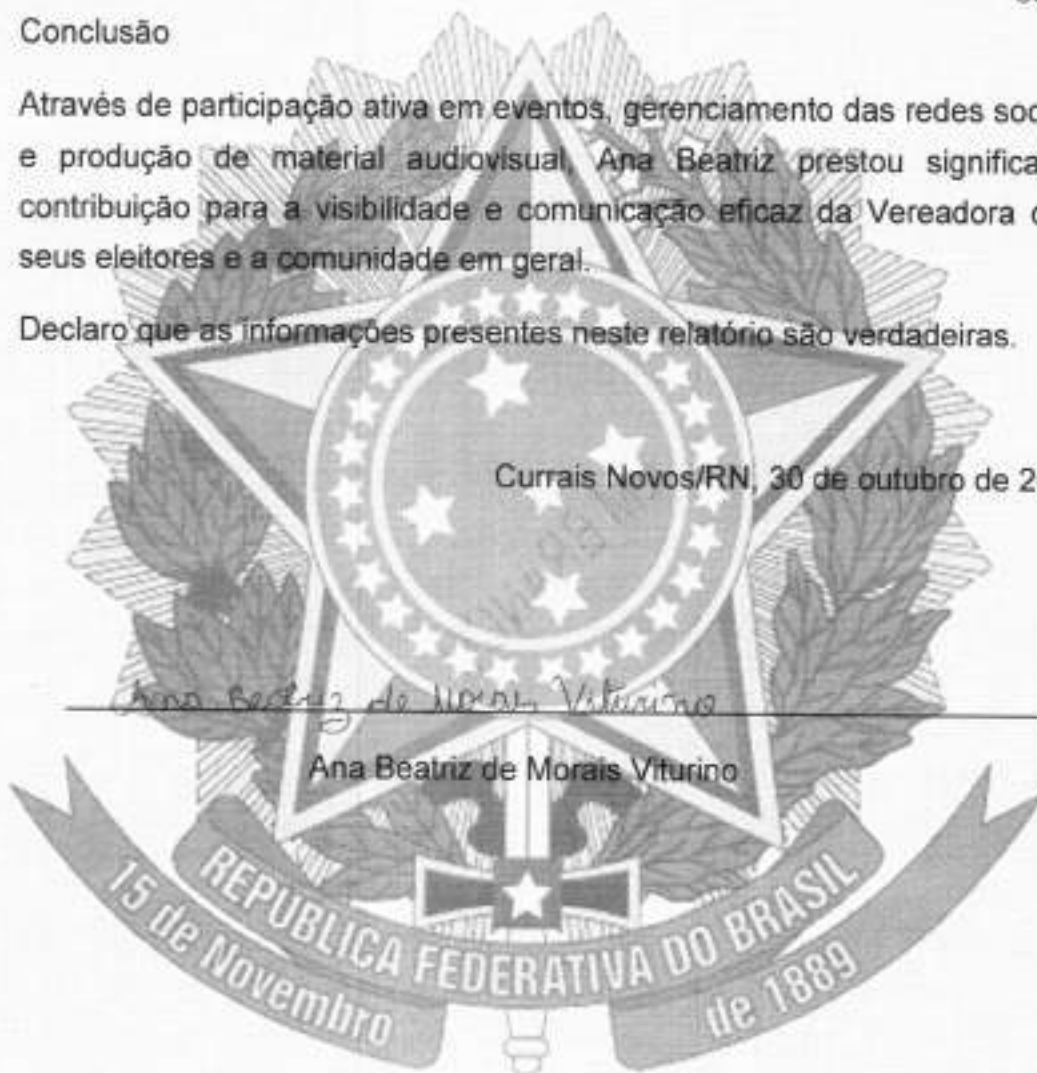 Conclusão
Através de participação ativa em eventos, gerenciamento das redes soc
e produção de material audiovisual, Ana Beatriz prestou significa
contribuição para a visibilidade e comunicação eficaz da Vereadora c
seus eleitores e a comunidade em geral.
Declaro que as informações presentes neste relatório são verdadeiras.
Currais Novos/RN, 30 de outubro de 2
Ana Beatriz de Morais Viturino
Ana Beatriz de Morais Viturino
REPUBLICA FEDERATIVA DO BRASIL
15 de Novembro
de 1889